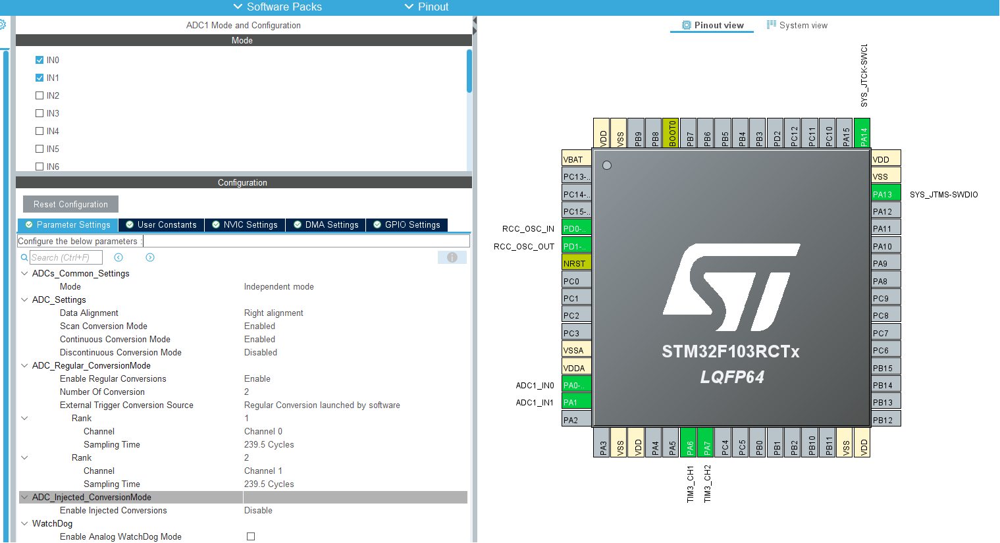 Software Packs
Pinout
ADC1 Mode and Configuration
Mode
IN0
IN1
IN2
IN3
IN4
IN5
IN6
Configuration
Reset Configuration
Parameter Settings
User Constants
NVIC Settings
DMA Settings
GPIO Settings
Configure the below parameters :
Search (Ctrl+F)
ADCs_Common_Settings
Mode Independent mode
ADC_Settings
Data Alignment Right alignment
Scan Conversion Mode Enabled
Continuous Conversion Mode Enabled
Discontinuous Conversion Mode Disabled
ADC_Regular_ConversionMode
Enable Regular Conversions Enable
Number Of Conversion 2
External Trigger Conversion Source Regular Conversion launched by software
Rank 1
Channel Channel 0
Sampling Time 239.5 Cycles
Rank 2
Channel Channel 1
Sampling Time 239.5 Cycles
ADC_Injected_ConversionMode
Enable Injected Conversions Disable
WatchDog
Enable Analog WatchDog Mode
Pinout view
System view
SYS_JTCK-SWCL
VDD
VSS
PB9
PB8
BOOT0
PB7
PB6
PB5
PB4
PB3
PD2
PC12
PC11
PC10
PA15
PA14
VBAT
PC13-..
PC14-..
PC15-..
RCC_OSC_IN PD0-..
RCC_OSC_OUT PD1-..
NRST
PC0
PC1
PC2
PC3
VSSA
VDDA
ADC1_IN0 PA0-..
ADC1_IN1 PA1
PA2
ST
STM32F103RCTx
LQFP64
VDD
VSS
PA13 SYS_JTMS-SWDIO
PA12
PA11
PA10
PA9
PA8
PC9
PC8
PC7
PC6
PB15
PB14
PB13
PB12
PA3
VSS
VDD
PA4
PA5
PA6
PA7
PC4
PC5
PB0
PB1
PB2
PB10
PB11
VSS
VDD
TIM3_CH1
TIM3_CH2